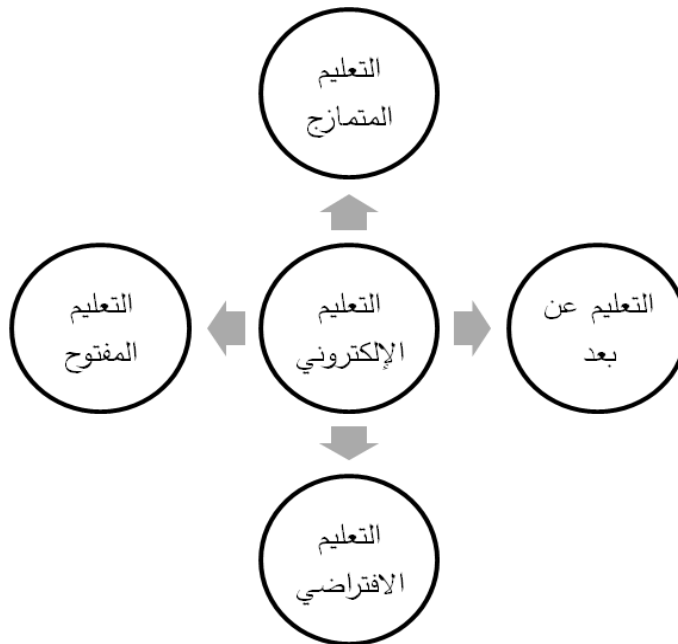 التعليم
المتمازج
التعليم عن
بعد
التعليم
الإلكتروني
التعليم
المفتوح
التعليم
الافتراضي